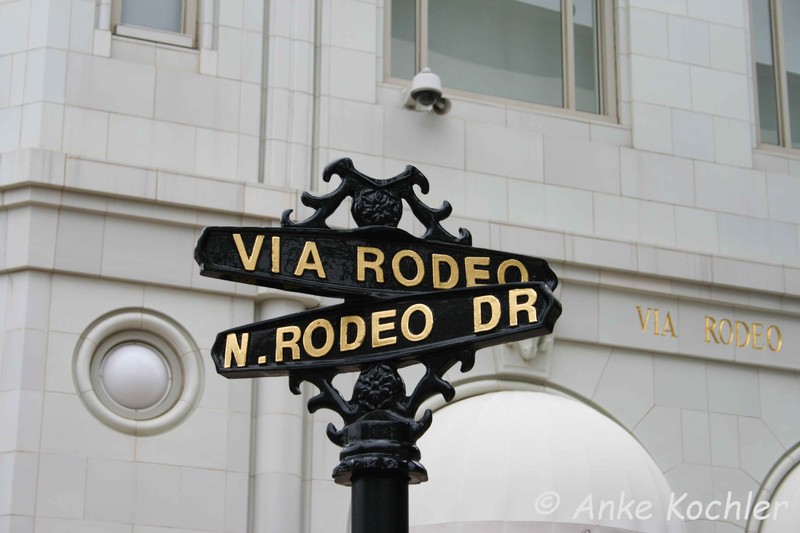 VIA RODEO
N. RODEO DR
VIA RODEO
© Anke Kochler